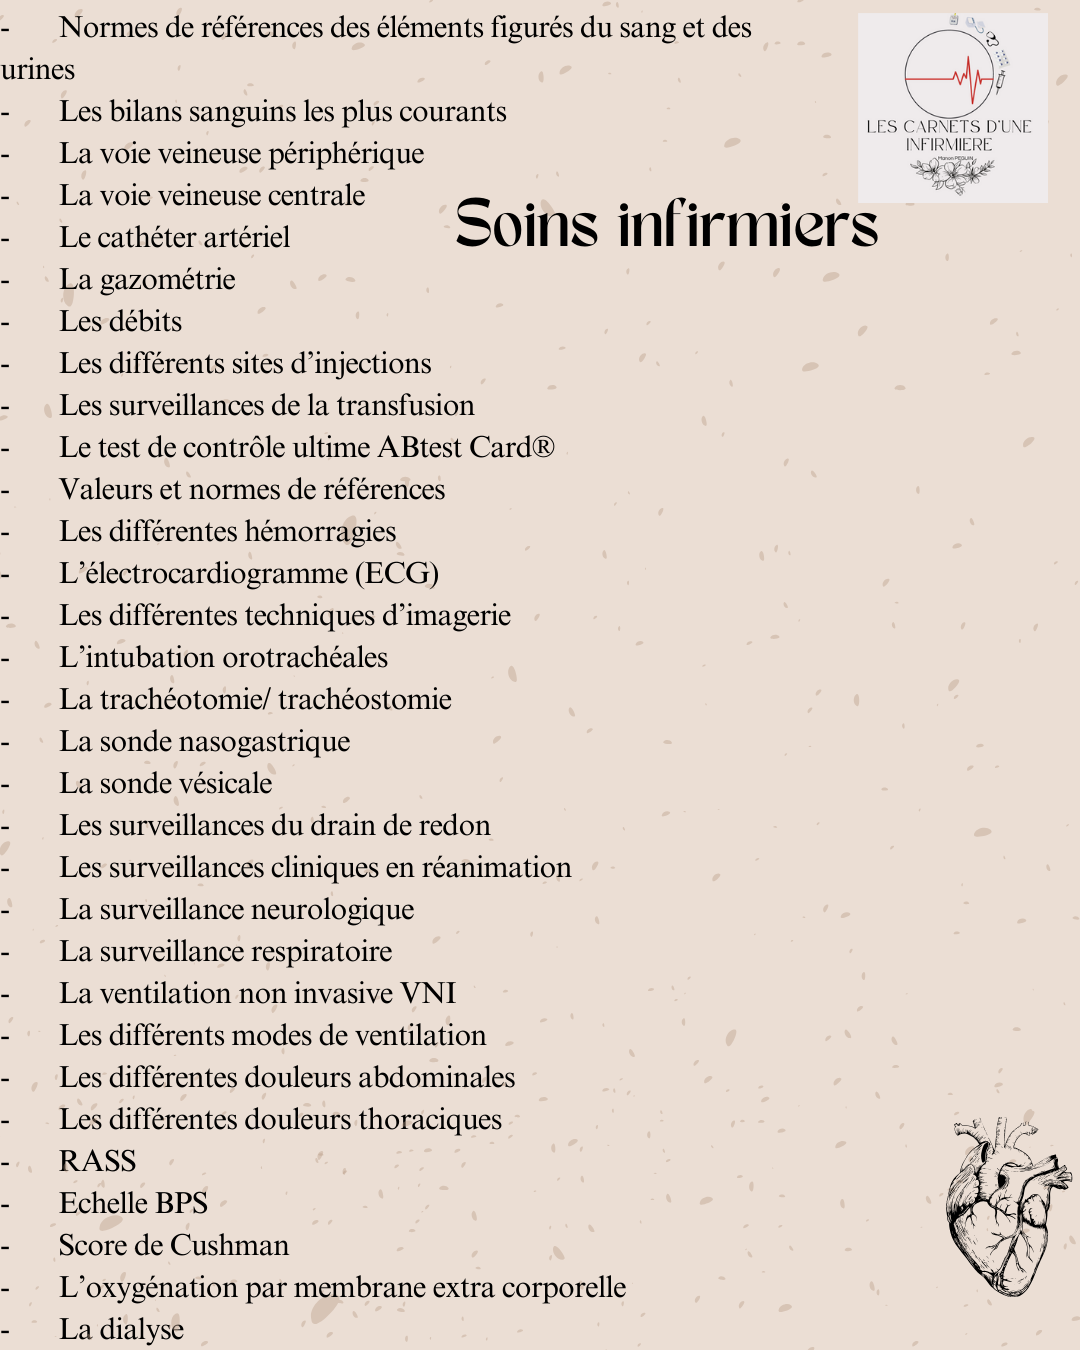 - Normes de références des éléments figurés du sang et des
urines
- Les bilans sanguins les plus courants
- La voie veineuse périphérique
- La voie veineuse centrale
- Le cathéter artériel
- La gazométrie
- Les débits
- Les différents sites d’injections
- Les surveillances de la transfusion
- Le test de contrôle ultime ABtest Card®
- Valeurs et normes de références
- Les différentes hémorragies
- L’électrocardiogramme (ECG)
- Les différentes techniques d’imagerie
- L’intubation orotrachéales
- La trachéotomie/ trachéostomie
- La sonde nasogastrique
- La sonde vésicale
- Les surveillances du drain de redon
- Les surveillances cliniques en réanimation
- La surveillance neurologique
- La surveillance respiratoire
- La ventilation non invasive VNI
- Les différents modes de ventilation
- Les différentes douleurs abdominales
- Les différentes douleurs thoraciques
- RASS
- Echelle BPS
- Score de Cushman
- L’oxygénation par membrane extra corporelle
- La dialyse
LES CARNETS D'UNE
INFIRMIERE
Manon PEQUIN
Soins infirmiers